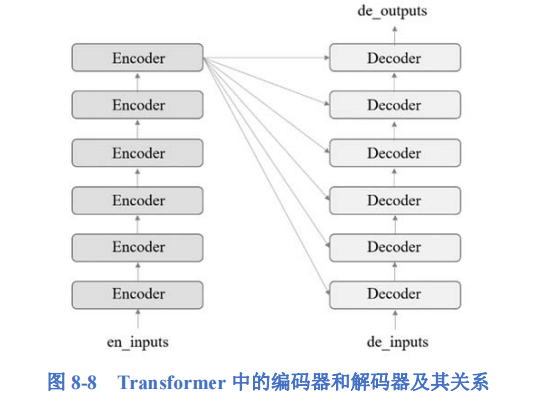 de_outputs
Encoder Decoder
Encoder Decoder
Encoder Decoder
Encoder Decoder
Encoder Decoder
Encoder Decoder
en_inputs de_inputs
图 8-8 Transformer 中的编码器和解码器及其关系